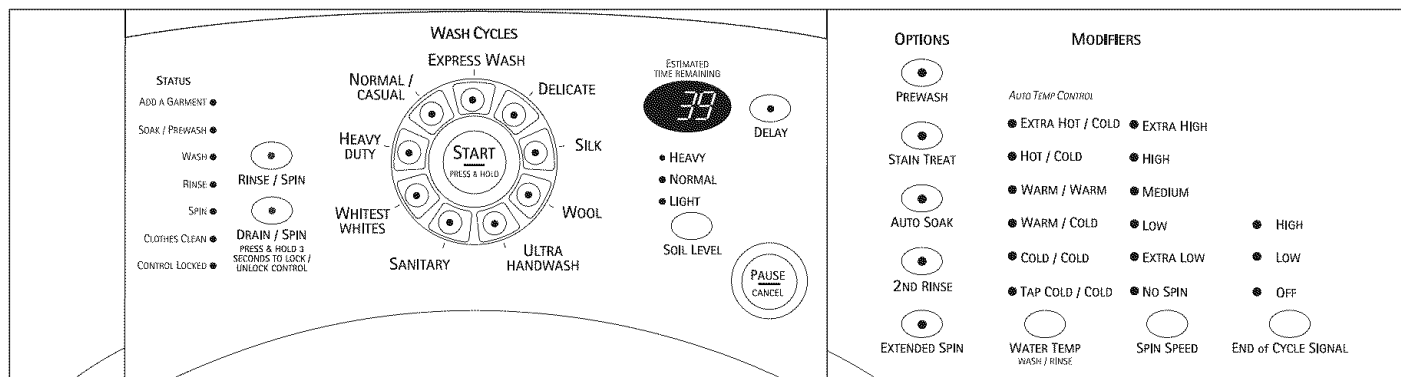 STATUS
ADD A GARMENT
SOAK / PREWASH
WASH
RINSE
SPIN
CLOTHES CLEAN
CONTROL LOCKED
RINSE / SPIN
DRAIN / SPIN
PRESS & HOLD 3
SECONDS TO LOCK /
UNLOCK CONTROL
WASH CYCLES
EXPRESS WASH
NORMAL /
CASUAL
DELICATE
HEAVY
DUTY
SILK
START
PRESS & HOLD
WHITEST
WHITES
WOOL
SANITARY
ULTRA
HANDWASH
ESTIMATED
TIME REMAINING
39
DELAY
HEAVY
NORMAL
LIGHT
SOIL LEVEL
PAUSE
CANCEL
OPTIONS
PREWASH
STAIN TREAT
AUTO SOAK
2ND RINSE
EXTENDED SPIN
MODIFIERS
AUTO TEMP CONTROL
EXTRA HOT / COLD
HOT / COLD
WARM / WARM
WARM / COLD
COLD / COLD
TAP COLD / COLD
WATER TEMP
WASH / RINSE
EXTRA HIGH
HIGH
MEDIUM
LOW
EXTRA LOW
NO SPIN
SPIN SPEED
HIGH
LOW
OFF
END of CYCLE SIGNAL